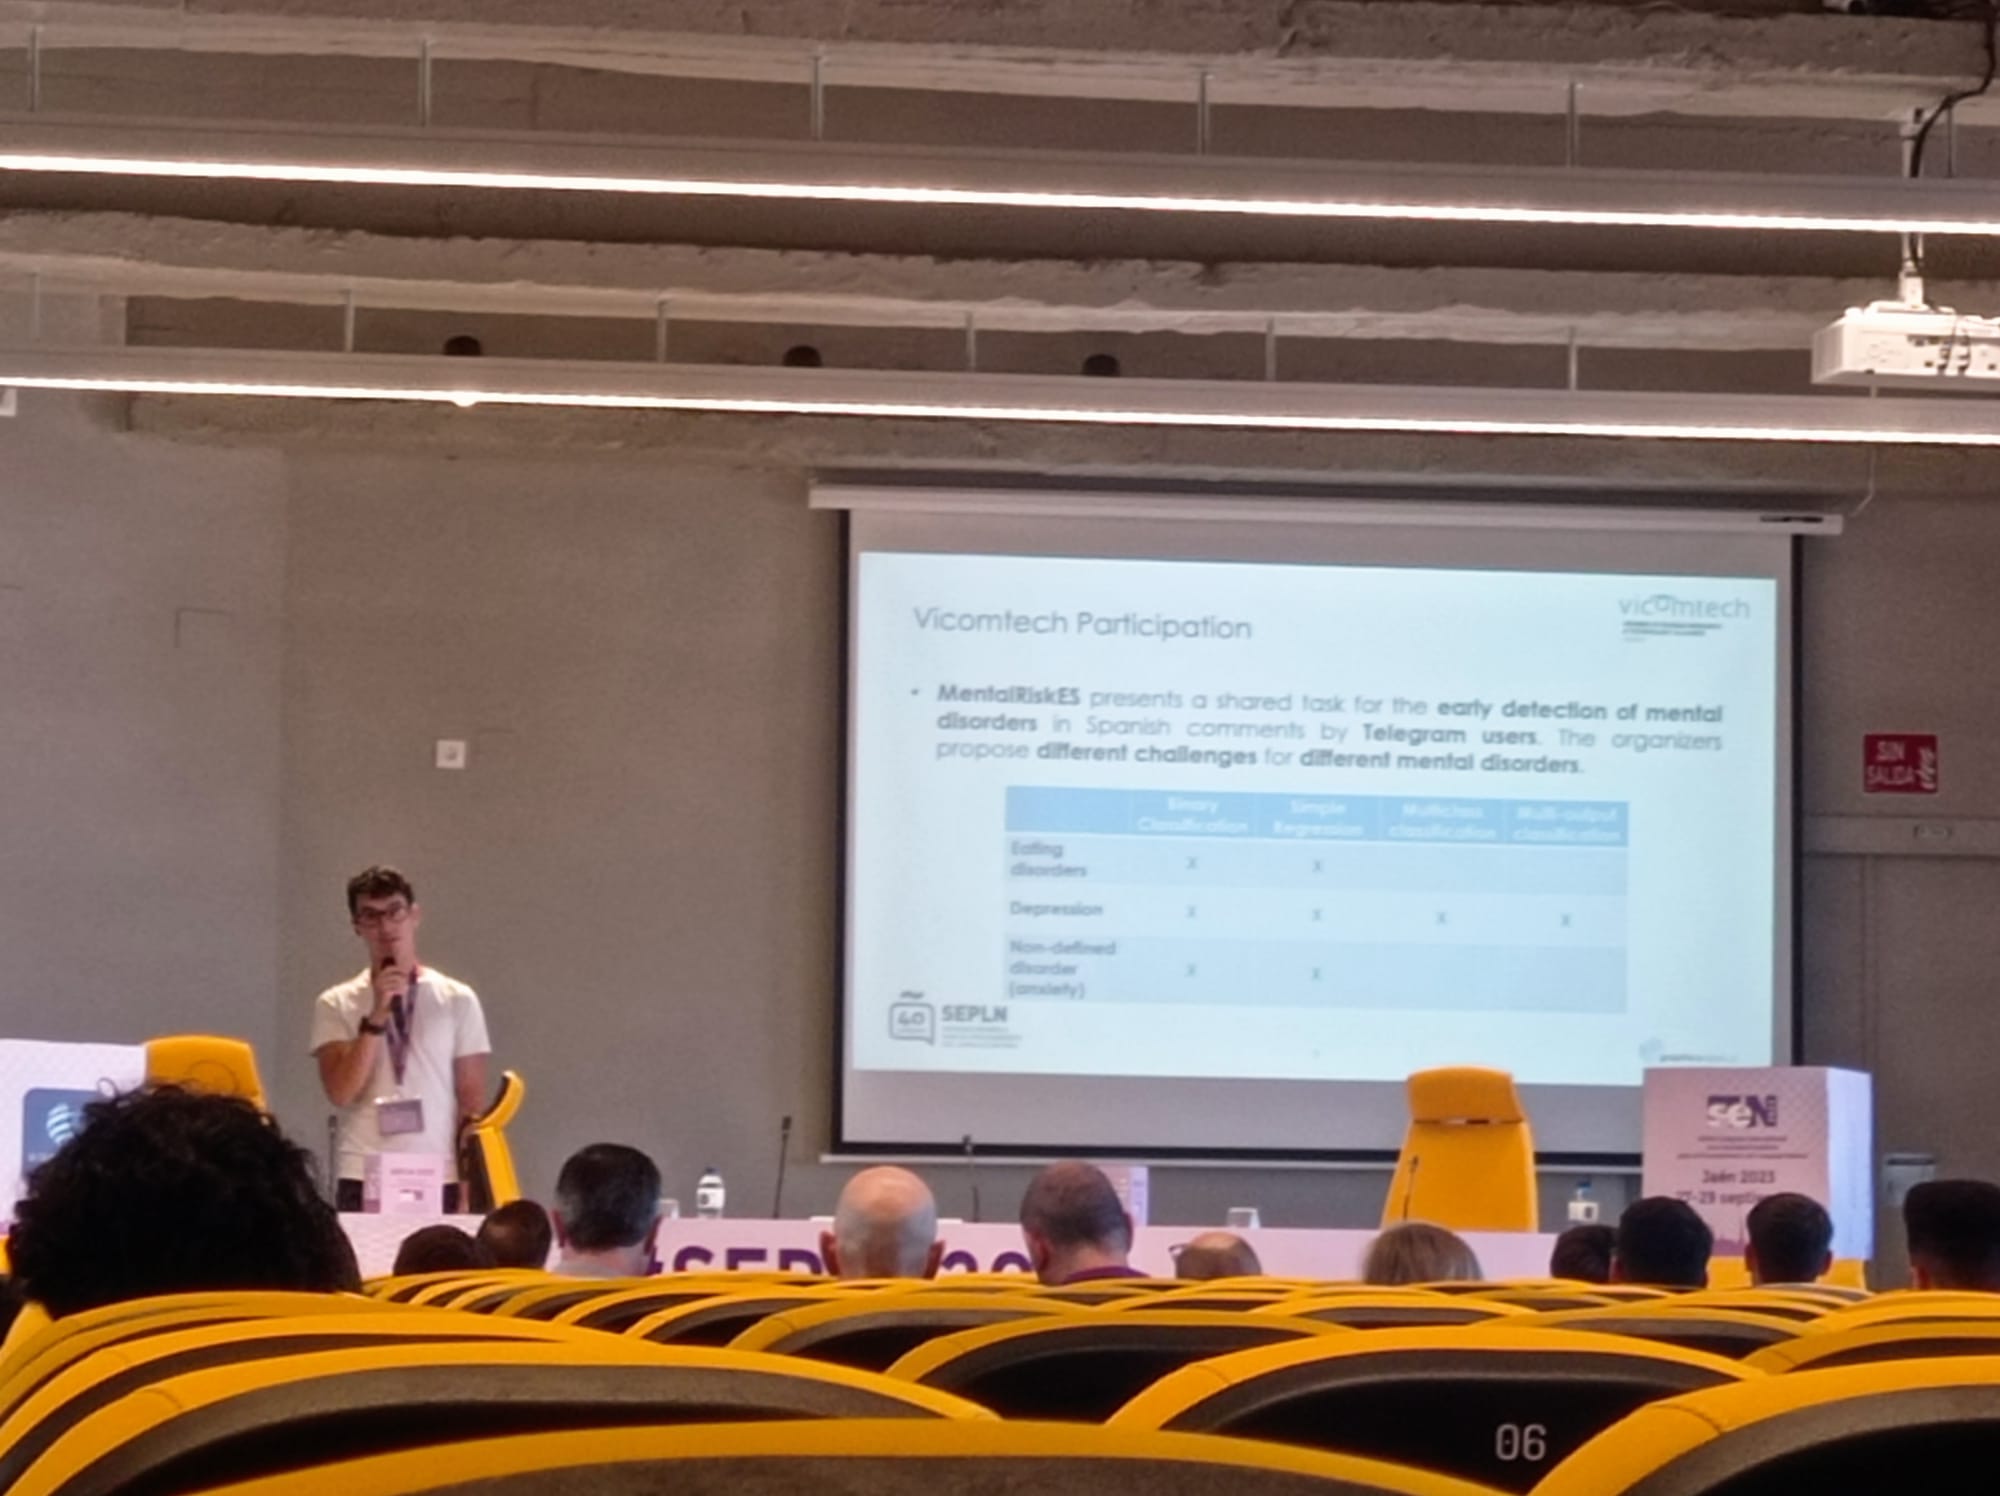 Vicomtech Participation
vicomtech
• MentalRiskES presents a shared task for the early detection of mental
disorders in Spanish comments by Telegram users. The organizers
propose different challenges for different mental disorders.
Binary Classification
Simple Regression
Multiclass classification
Multi-output classification
Eating disorders
X X
Depression
X X X X
Non-defined disorder (anxiety)
X X
40
SEPLN
SIN
SALIDA
Jaén 2023
#SEP
06